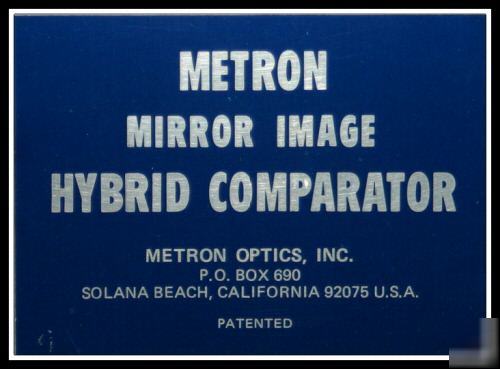 METRON
MIRROR IMAGE
HYBRID COMPARATOR
METRON OPTICS, INC.
P.O. BOX 690
SOLANA BEACH, CALIFORNIA 92075 U.S.A.
PATENTED